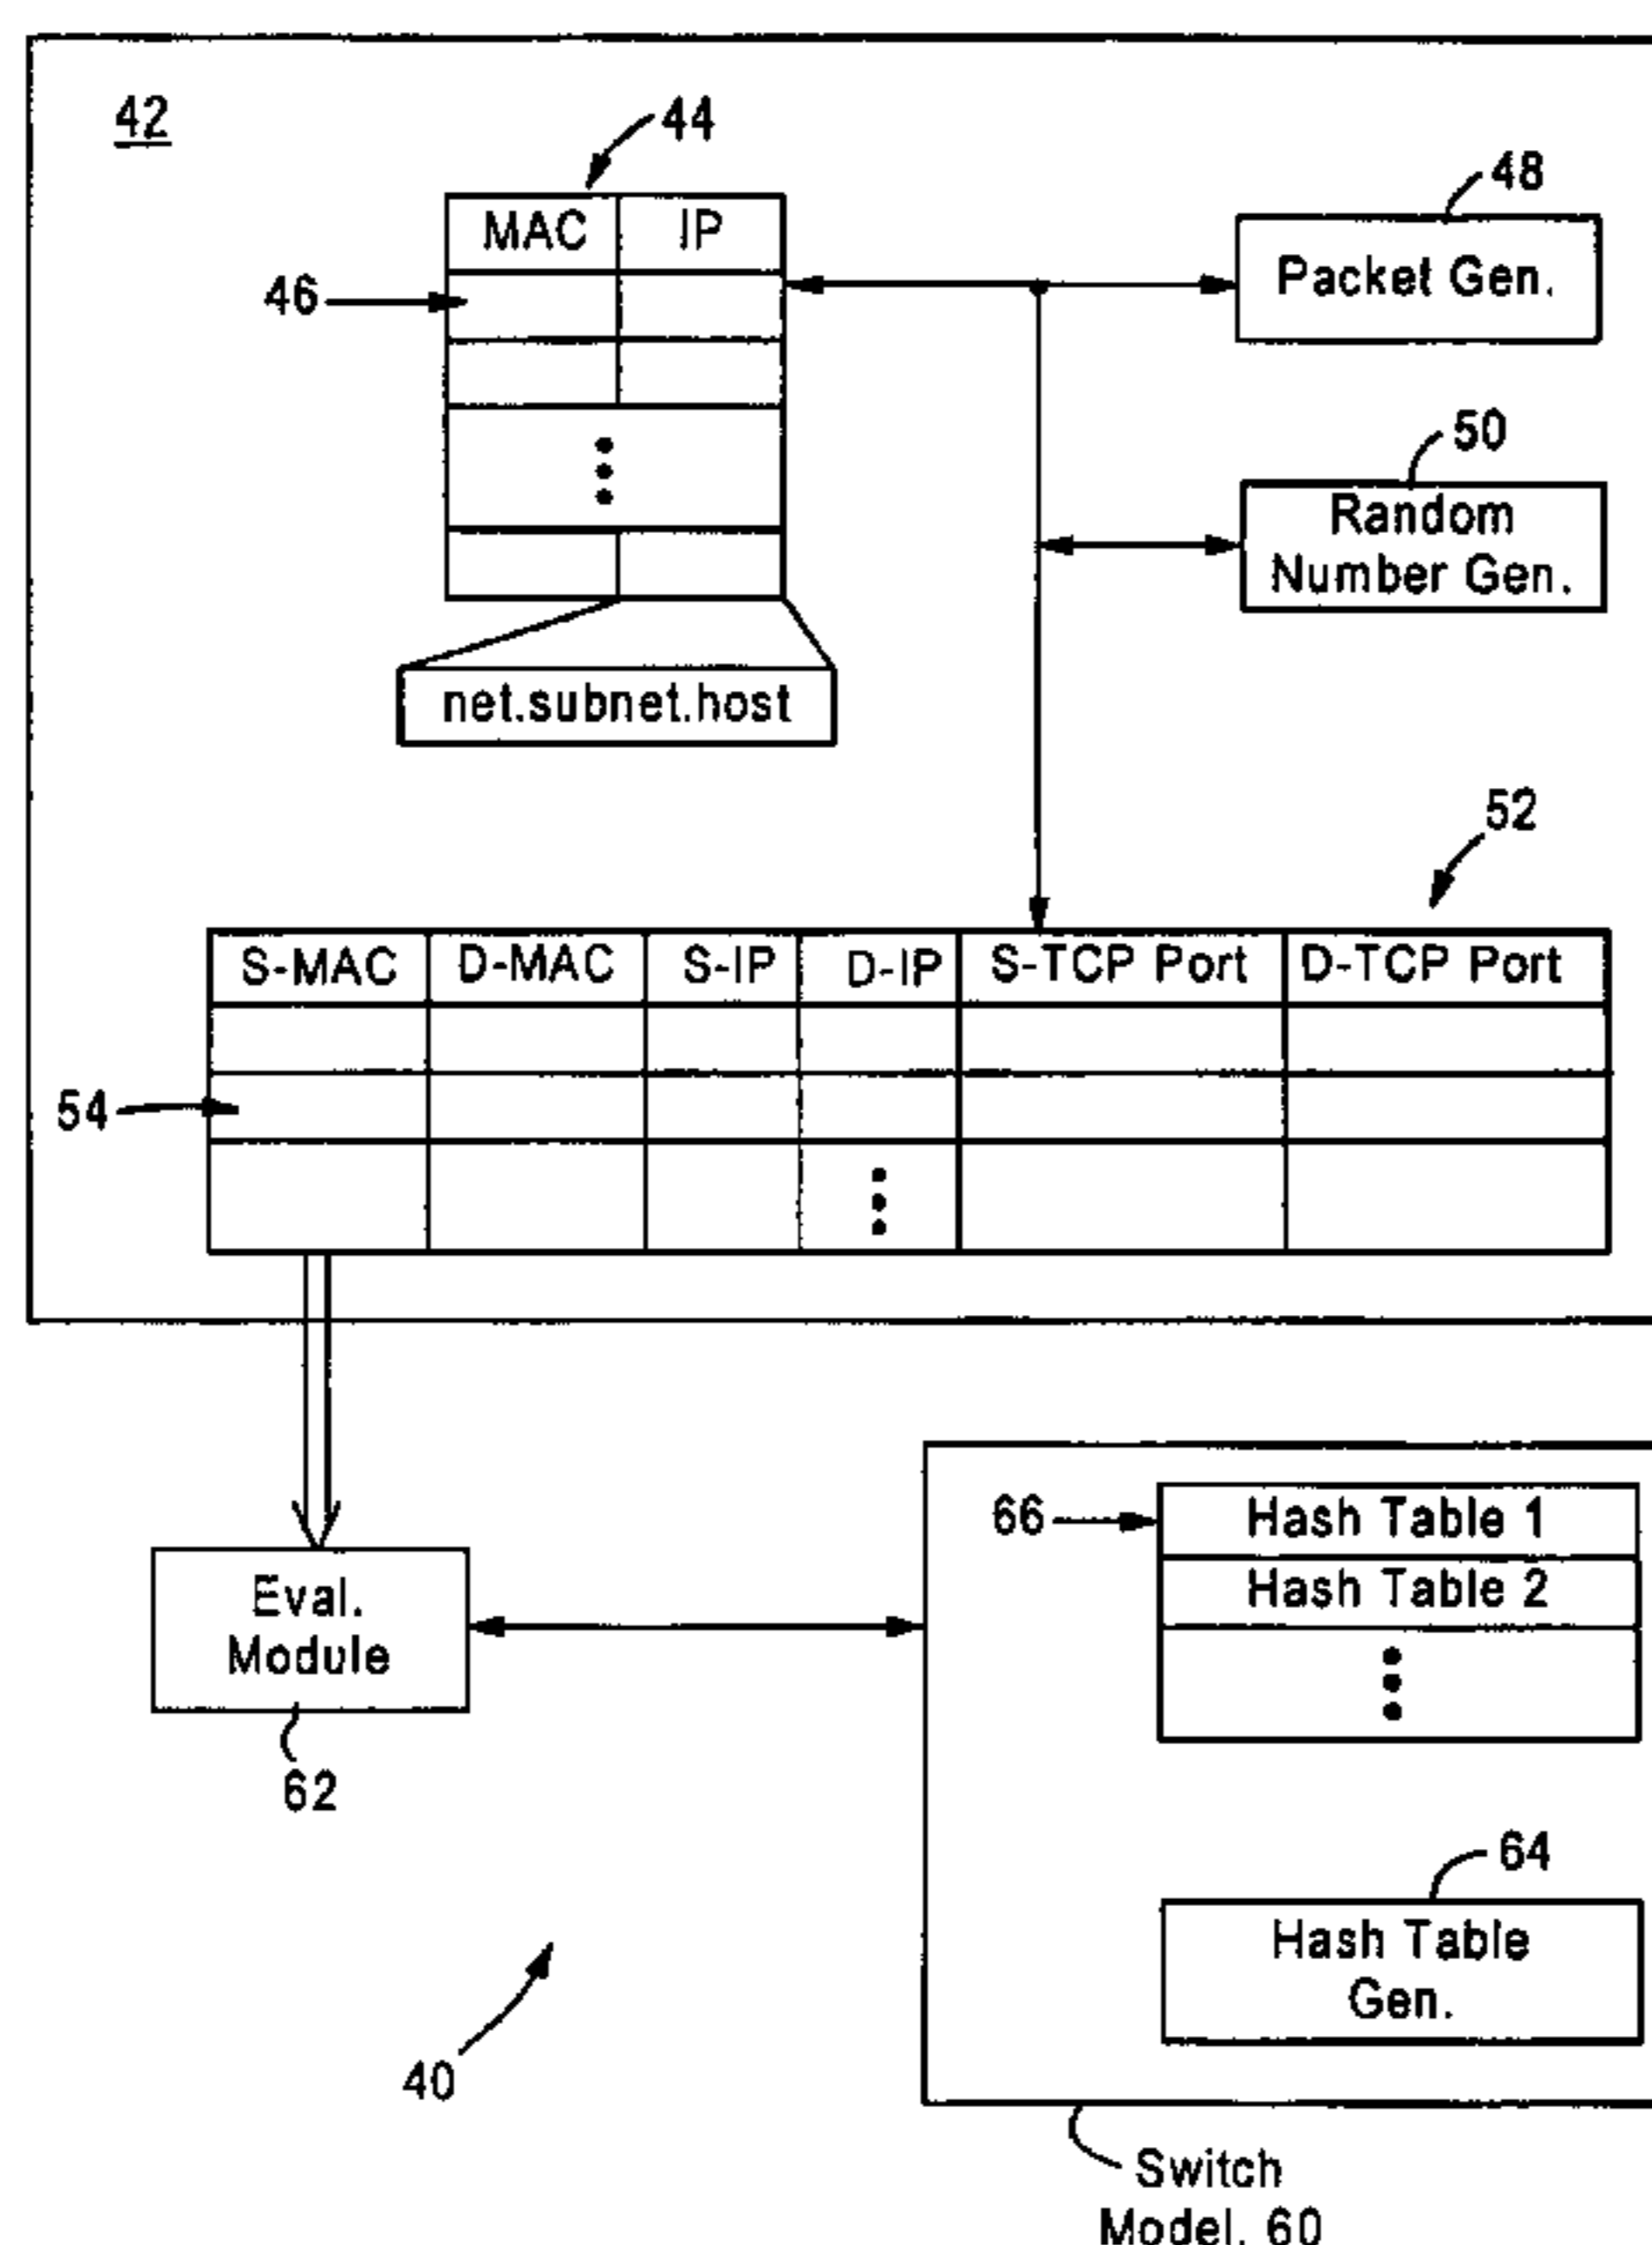 42
44
48
MAC IP
Packet Gen.
46
50
Random
Number Gen.
net.subnet.host
52
S-MAC D-MAC S-IP D-IP S-TCP Port D-TCP Port
54
66
Hash Table 1
Hash Table 2
Eval.
Module
62
64
Hash Table
Gen.
40
Switch
Model, 60